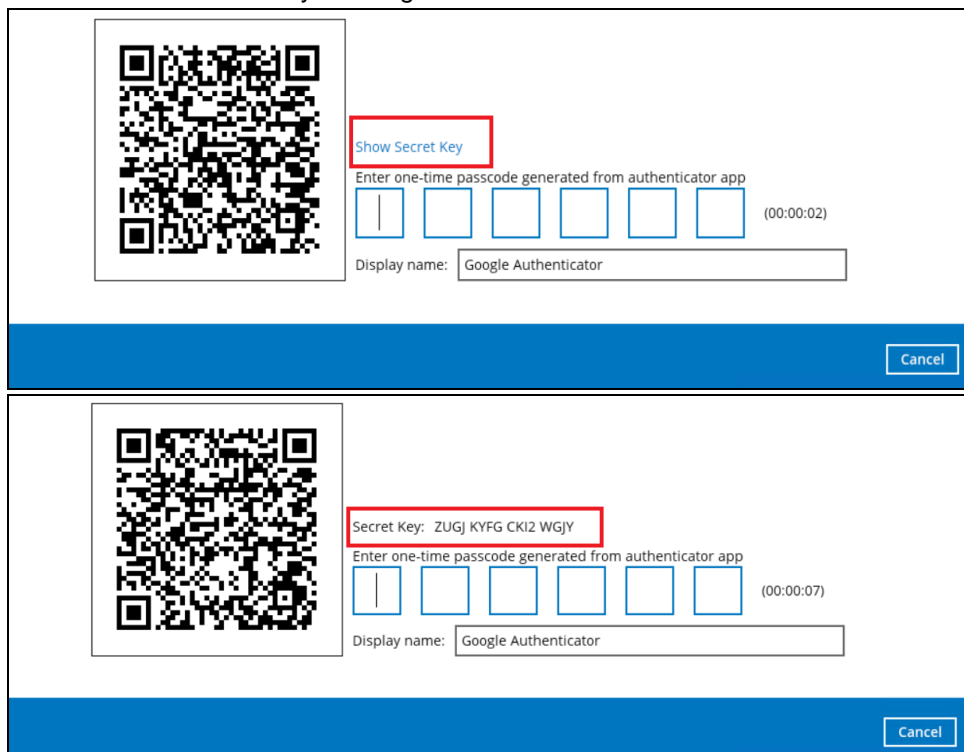 Show Secret Key
Enter one-time passcode generated from authenticator app
(00:00:02)
Display name: Google Authenticator
Cancel
Secret Key: ZUGJ KYFG CKI2 WGJY
Enter one-time passcode generated from authenticator app
(00:00:07)
Display name: Google Authenticator
Cancel